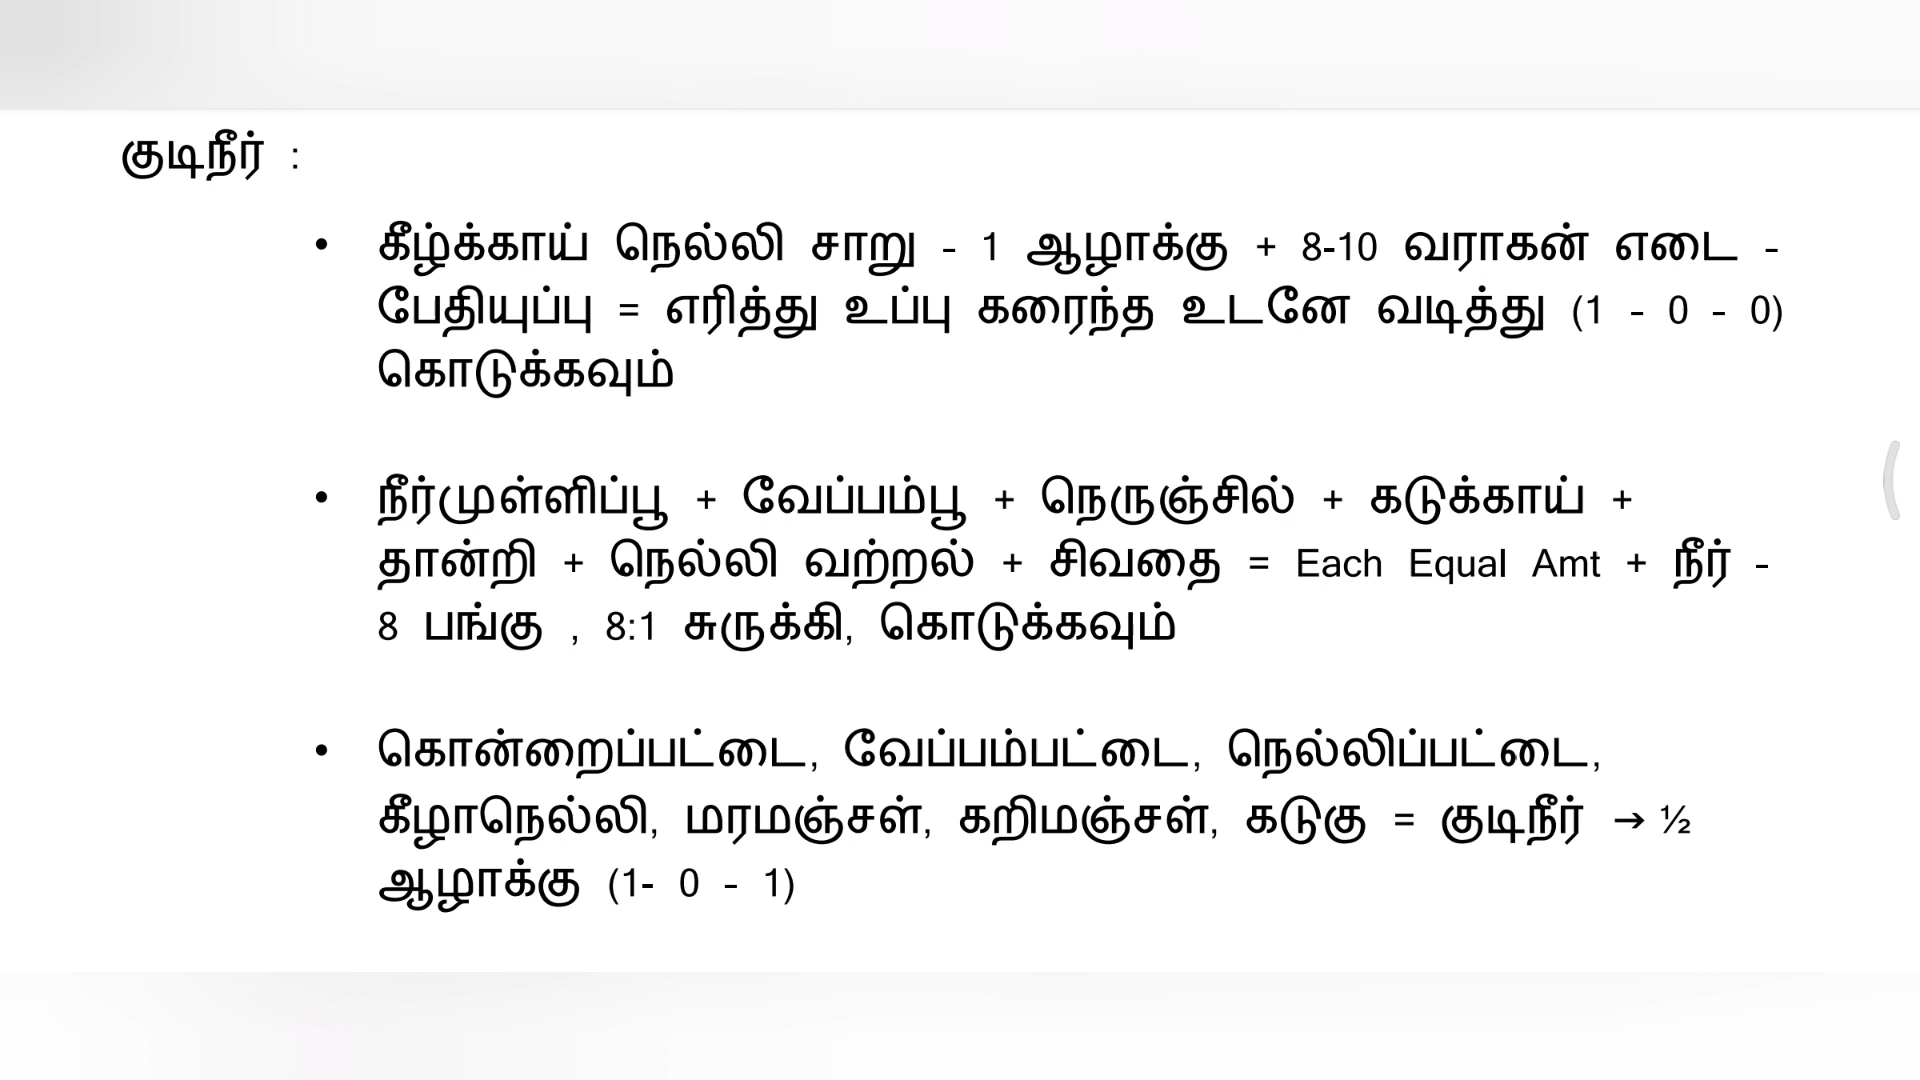 குடிநீர் :
• கீழ்க்காய் நெல்லி சாறு - 1 ஆழாக்கு + 8-10 வராகன் எடை -
பேதியுப்பு = எரித்து உப்பு கரைந்த உடனே வடித்து (1 - 0 - 0)
கொடுக்கவும்
• நீர்முள்ளிப்பூ + வேப்பம்பூ + நெருஞ்சில் + கடுக்காய் +
தான்றி + நெல்லி வற்றல் + சிவதை = Each Equal Amt + நீர் -
8 பங்கு , 8:1 சுருக்கி, கொடுக்கவும்
• கொன்றைப்பட்டை, வேப்பம்பட்டை, நெல்லிப்பட்டை,
கீழாநெல்லி, மரமஞ்சள், கறிமஞ்சள், கடுகு = குடிநீர் → ½
ஆழாக்கு (1- 0 - 1)